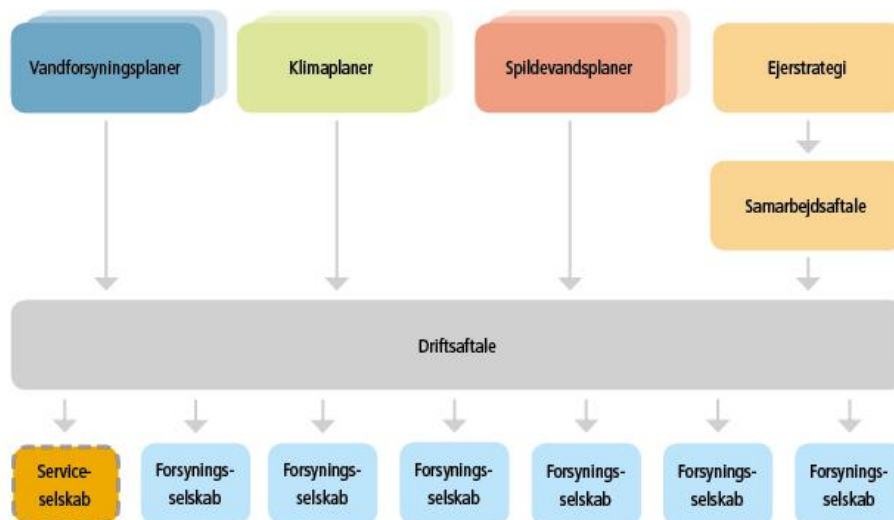 Vandforsyningsplaner
Klimaplaner
Spildevandsplaner
Ejerstrategi
Samarbejdsaftale
Driftsaftale
Service-
selskab
Forsynings-
selskab
Forsynings-
selskab
Forsynings-
selskab
Forsynings-
selskab
Forsynings-
selskab
Forsynings-
selskab